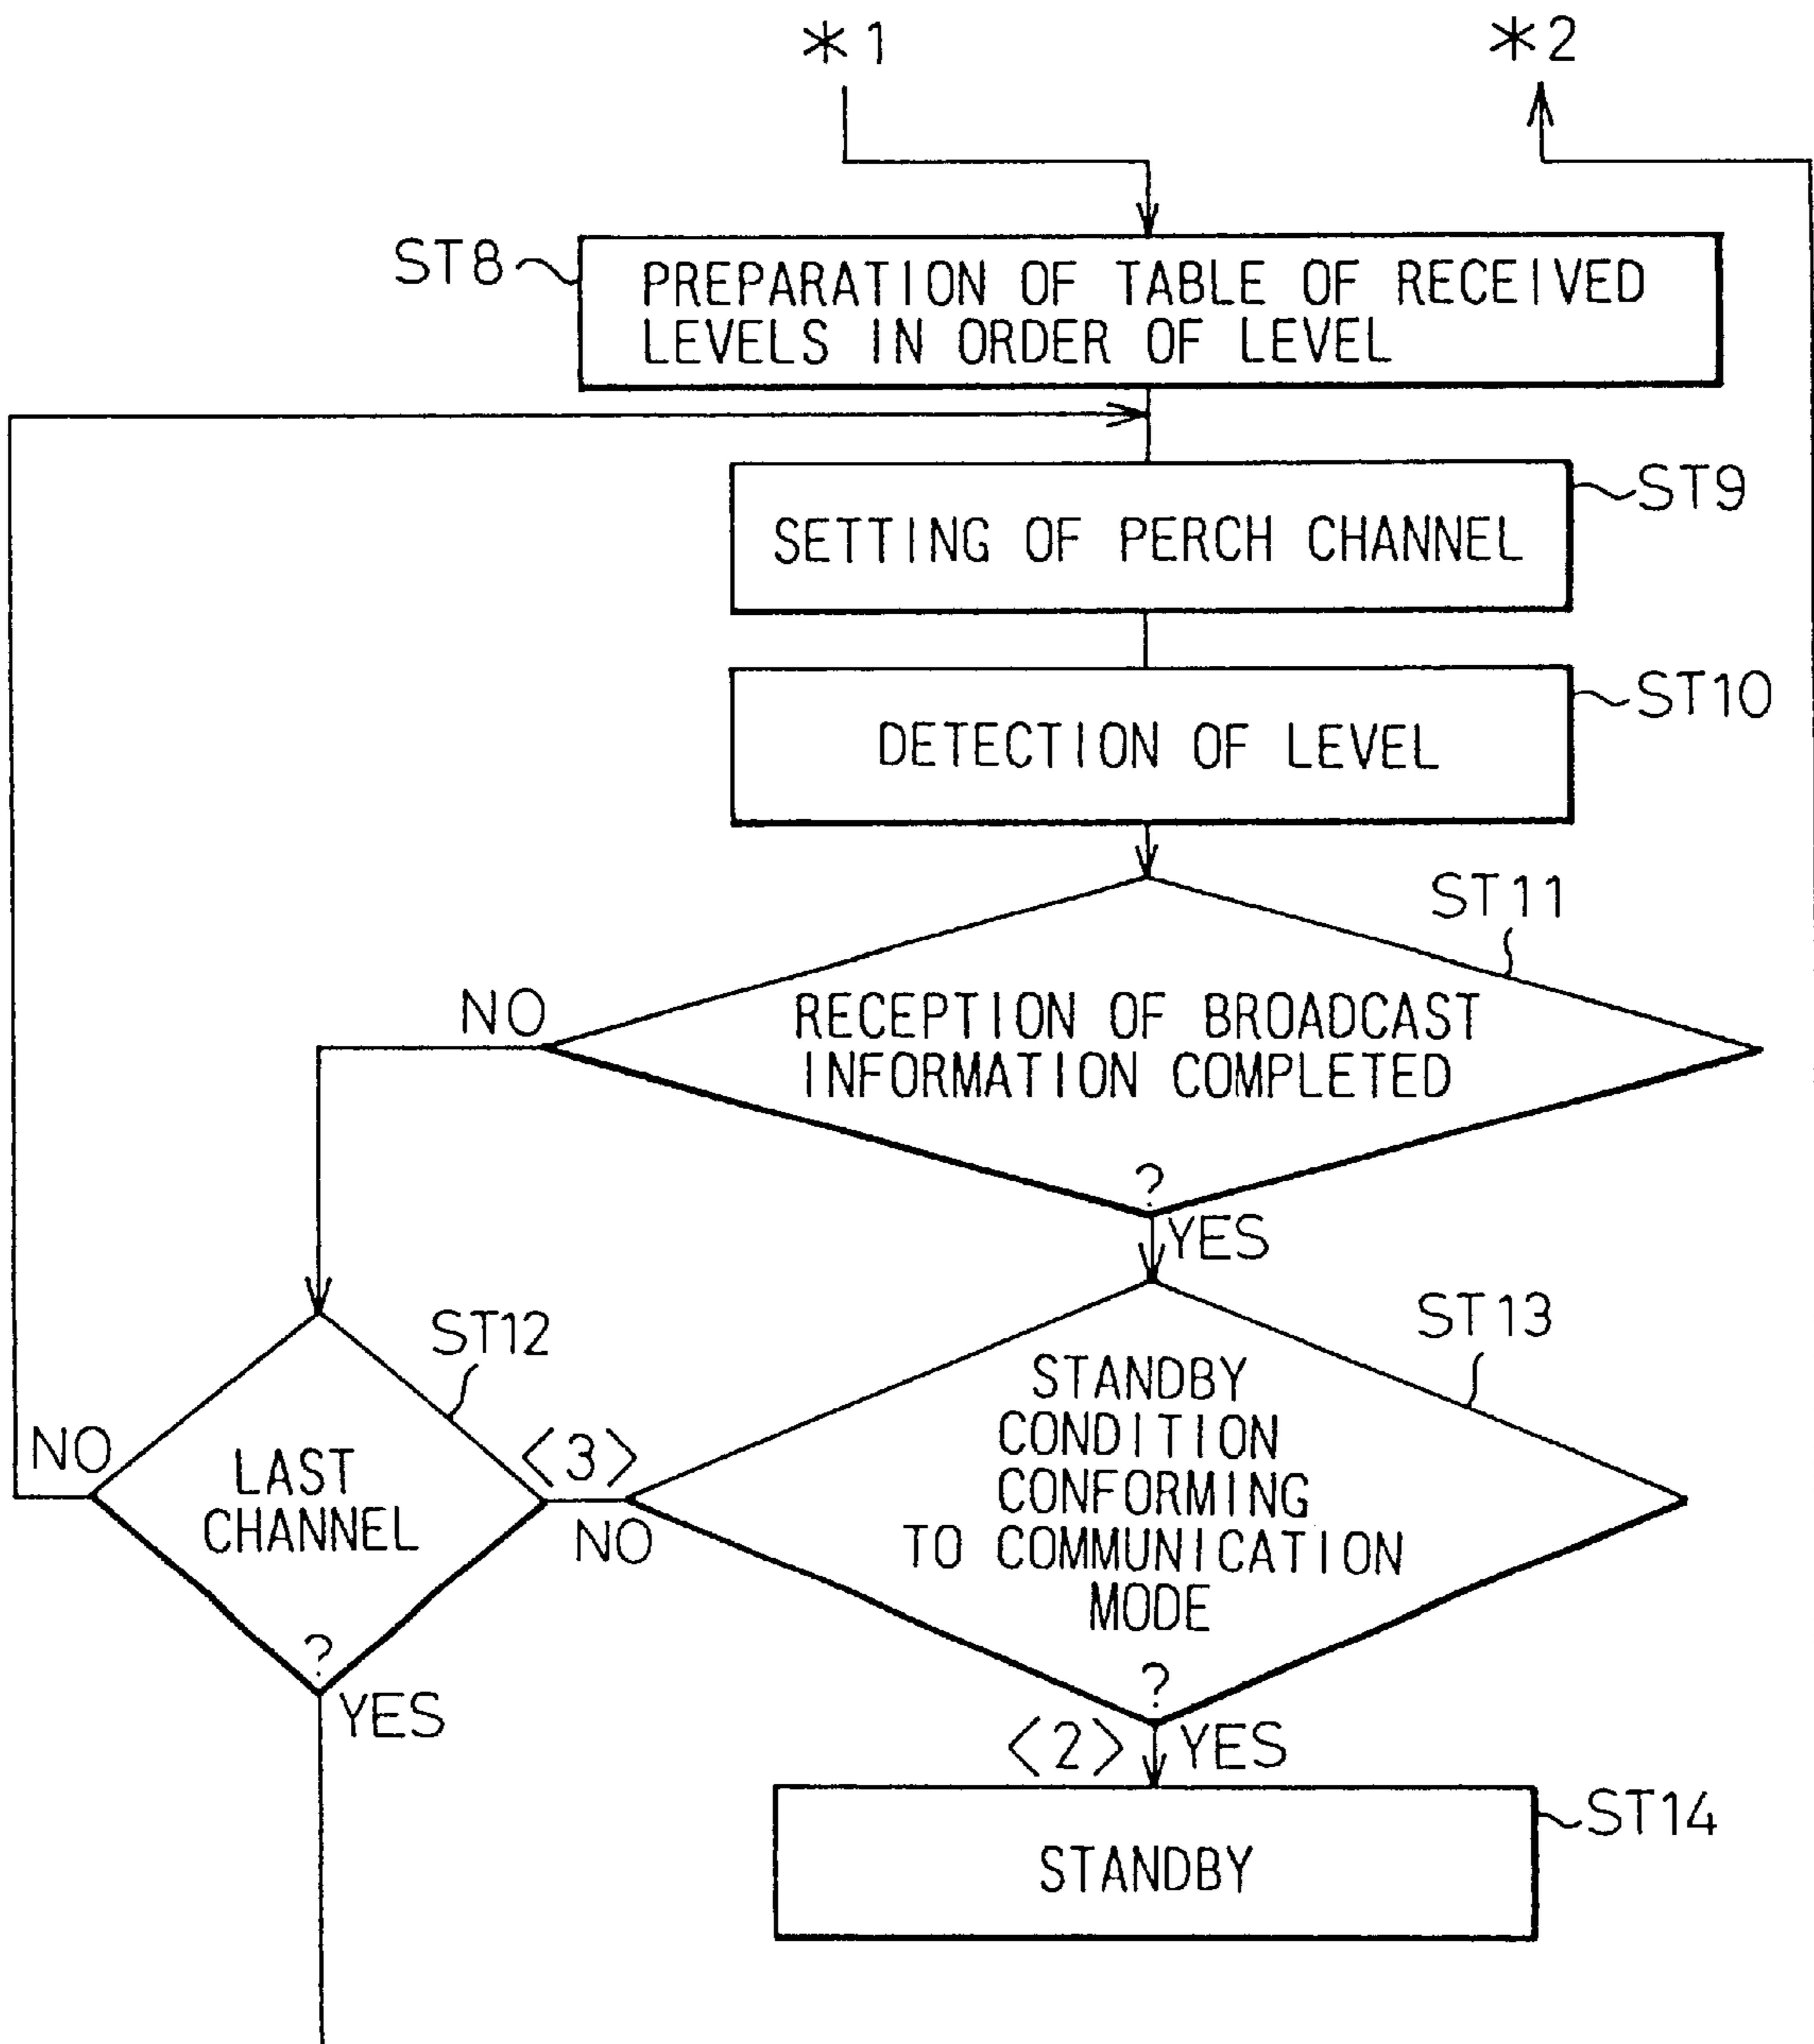 *1
*2
ST8
PREPARATION OF TABLE OF RECEIVED
LEVELS IN ORDER OF LEVEL
ST9
SETTING OF PERCH CHANNEL
ST10
DETECTION OF LEVEL
ST11
NO
RECEPTION OF BROADCAST
INFORMATION COMPLETED
?
YES
ST12
ST13
NO
LAST
CHANNEL
?
YES
<3>
NO
STANDBY
CONDITION
CONFORMING
TO COMMUNICATION
MODE
?
<2> YES
ST14
STANDBY